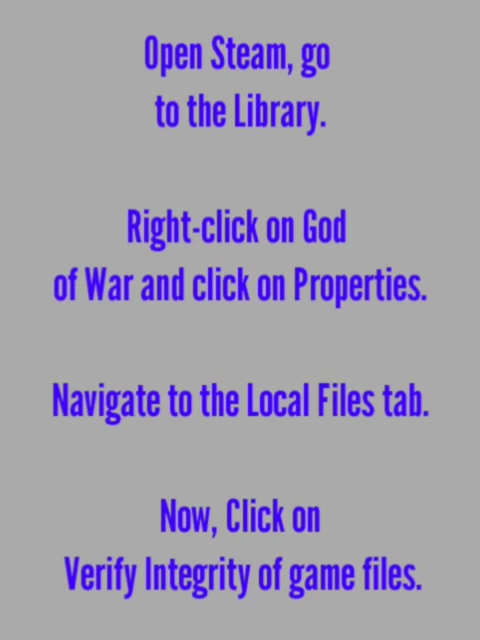 Open Steam, go
to the Library.
Right-click on God
of War and click on Properties.
Navigate to the Local Files tab.
Now, Click on
Verify Integrity of game files.